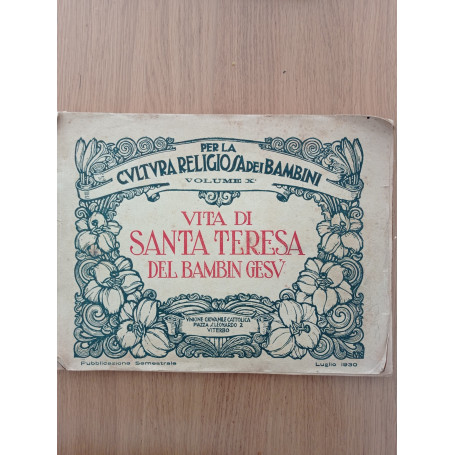 PER LA
CVLTVRA RELIGIOSA DEI BAMBINI
VOLUME X°
VITA DI
SANTA TERESA
DEL BAMBIN GESV'
VNIONE GIOVANILE CATTOLICA
PIAZZA S. LEONARDO 2
VITERBO
Pubblicazione Semestrale
Luglio 1930